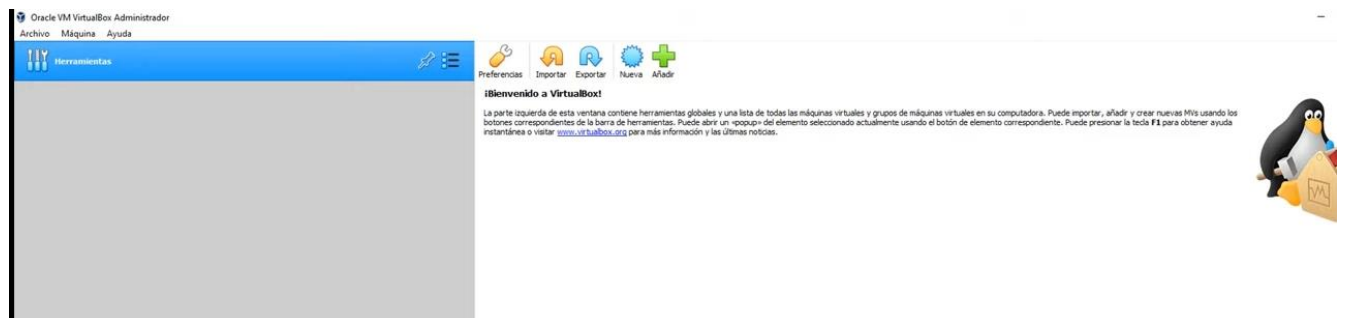 Oracle VM VirtualBox Administrador
Archivo Máquina Ayuda
Herramientas
Preferencias Importar Exportar Nueva Añadir
¡Bienvenido a VirtualBox!
La parte izquierda de esta ventana contiene herramientas globales y una lista de todas las máquinas virtuales y grupos de máquinas virtuales en su computadora. Puede importar, añadir y crear nuevas MVs usando los
botones correspondientes de la barra de herramientas. Puede abrir un «popup» del elemento seleccionado actualmente usando el botón de elemento correspondiente. Puede presionar la tecla F1 para obtener ayuda
instantánea o visitar www.virtualbox.org para más información y las últimas noticias.
VM